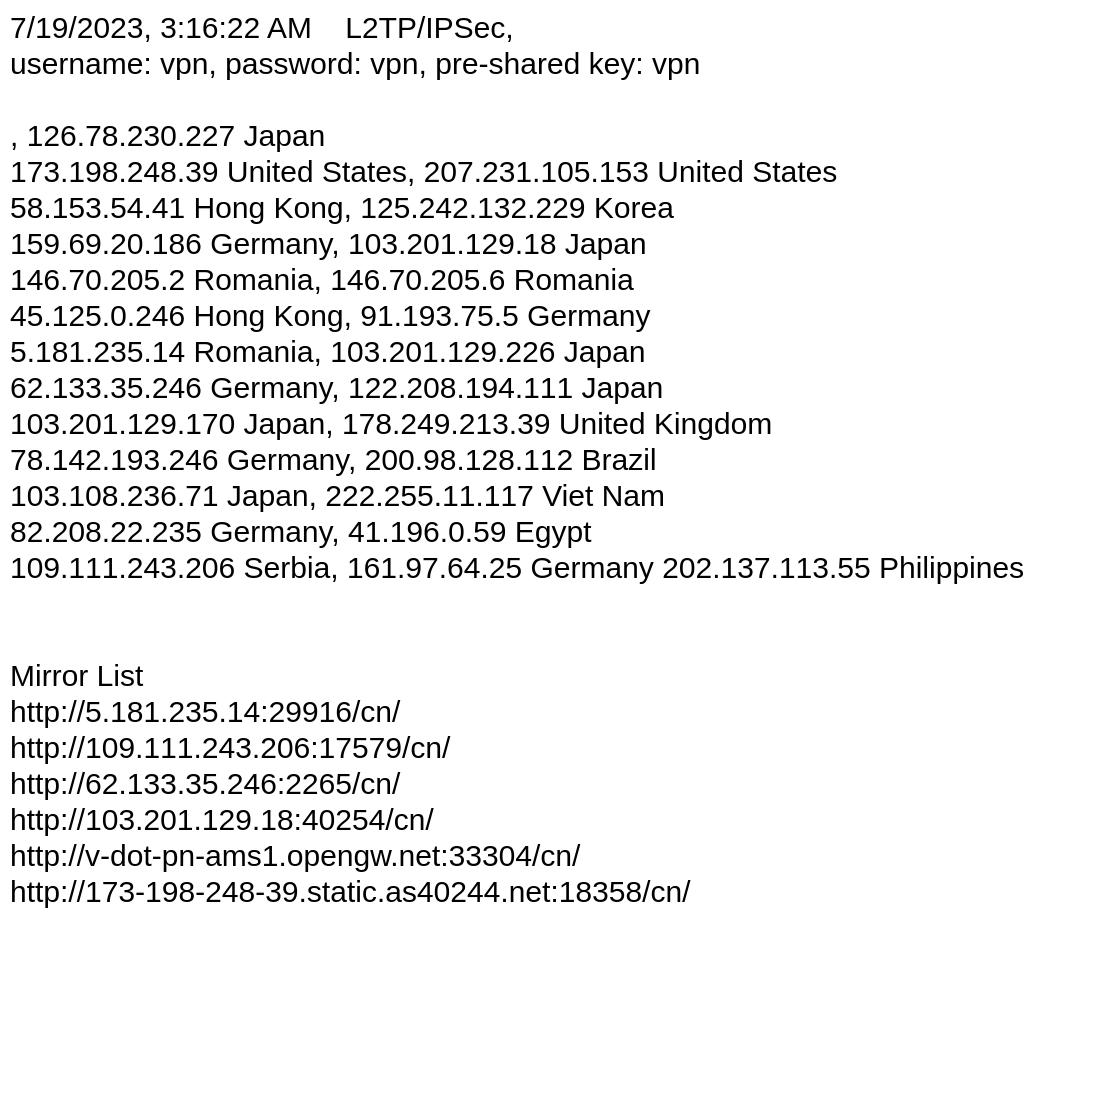 7/19/2023, 3:16:22 AM    L2TP/IPSec,
username: vpn, password: vpn, pre-shared key: vpn
, 126.78.230.227 Japan
173.198.248.39 United States, 207.231.105.153 United States
58.153.54.41 Hong Kong, 125.242.132.229 Korea
159.69.20.186 Germany, 103.201.129.18 Japan
146.70.205.2 Romania, 146.70.205.6 Romania
45.125.0.246 Hong Kong, 91.193.75.5 Germany
5.181.235.14 Romania, 103.201.129.226 Japan
62.133.35.246 Germany, 122.208.194.111 Japan
103.201.129.170 Japan, 178.249.213.39 United Kingdom
78.142.193.246 Germany, 200.98.128.112 Brazil
103.108.236.71 Japan, 222.255.11.117 Viet Nam
82.208.22.235 Germany, 41.196.0.59 Egypt
109.111.243.206 Serbia, 161.97.64.25 Germany 202.137.113.55 Philippines
Mirror List
http://5.181.235.14:29916/cn/
http://109.111.243.206:17579/cn/
http://62.133.35.246:2265/cn/
http://103.201.129.18:40254/cn/
http://v-dot-pn-ams1.opengw.net:33304/cn/
http://173-198-248-39.static.as40244.net:18358/cn/